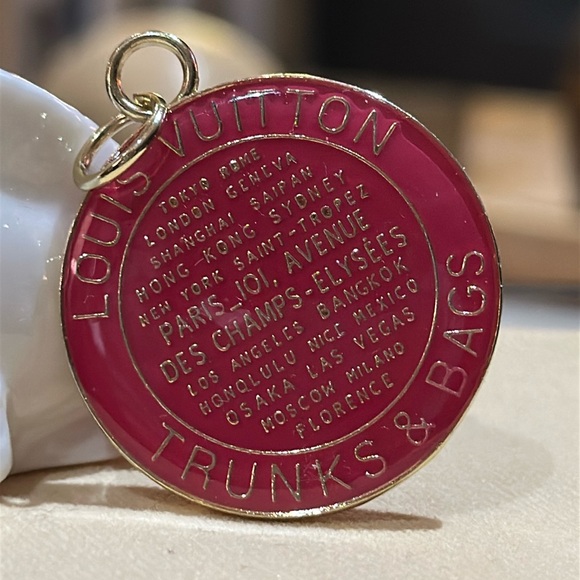 LOUIS VUITTON
TRUNKS & BAGS
TOKYO ROME
LONDON GENEVA
SHANGHAI SAIPAN
HONG-KONG SYDNEY
NEW YORK SAINT-TROPEZ
PARIS 101, AVENUE
DES CHAMPS-ELYSÉES
LOS ANGELES BANGKOK
HONOLULU NICE MEXICO
OSAKA LAS VEGAS
MOSCOW MILANO
FLORENCE